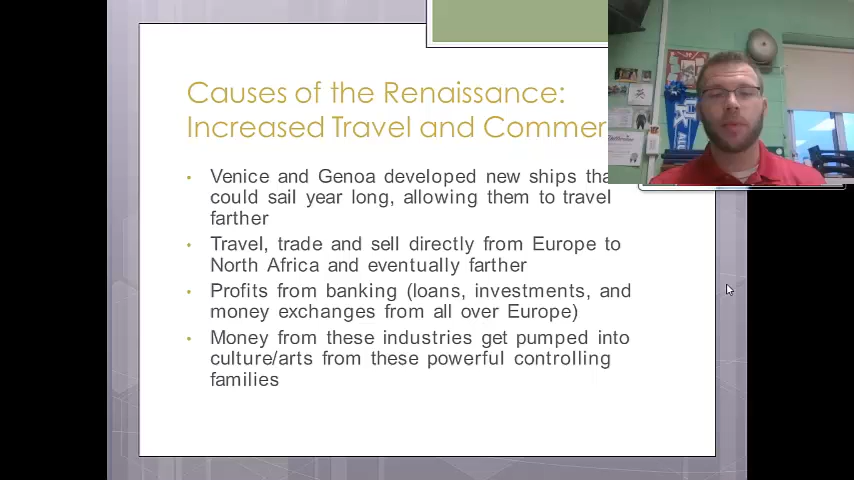 Causes of the Renaissance:
Increased Travel and Commer
• Venice and Genoa developed new ships tha
could sail year long, allowing them to travel
farther
• Travel, trade and sell directly from Europe to
North Africa and eventually farther
• Profits from banking (loans, investments, and
money exchanges from all over Europe)
• Money from these industries get pumped into
culture/arts from these powerful controlling
families